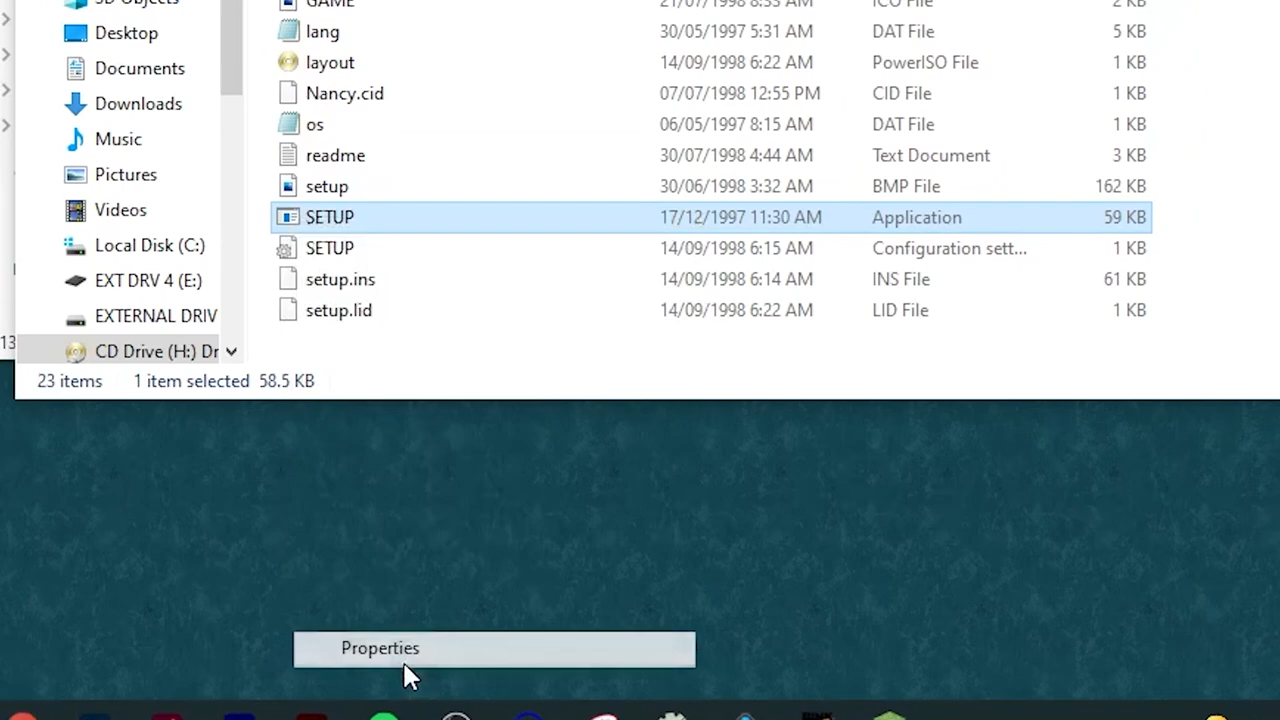 3D Objects
Desktop
Documents
Downloads
Music
Pictures
Videos
Local Disk (C:)
EXT DRV 4 (E:)
EXTERNAL DRIV
CD Drive (H:) Dr
GAME 21/07/1998 8:53 AM ICO File 2 KB
lang 30/05/1997 5:31 AM DAT File 5 KB
layout 14/09/1998 6:22 AM PowerISO File 1 KB
Nancy.cid 07/07/1998 12:55 PM CID File 1 KB
os 06/05/1997 8:15 AM DAT File 1 KB
readme 30/07/1998 4:44 AM Text Document 3 KB
setup 30/06/1998 3:32 AM BMP File 162 KB
SETUP 17/12/1997 11:30 AM Application 59 KB
SETUP 14/09/1998 6:15 AM Configuration sett... 1 KB
setup.ins 14/09/1998 6:14 AM INS File 61 KB
setup.lid 14/09/1998 6:22 AM LID File 1 KB
13
23 items 1 item selected 58.5 KB
Properties